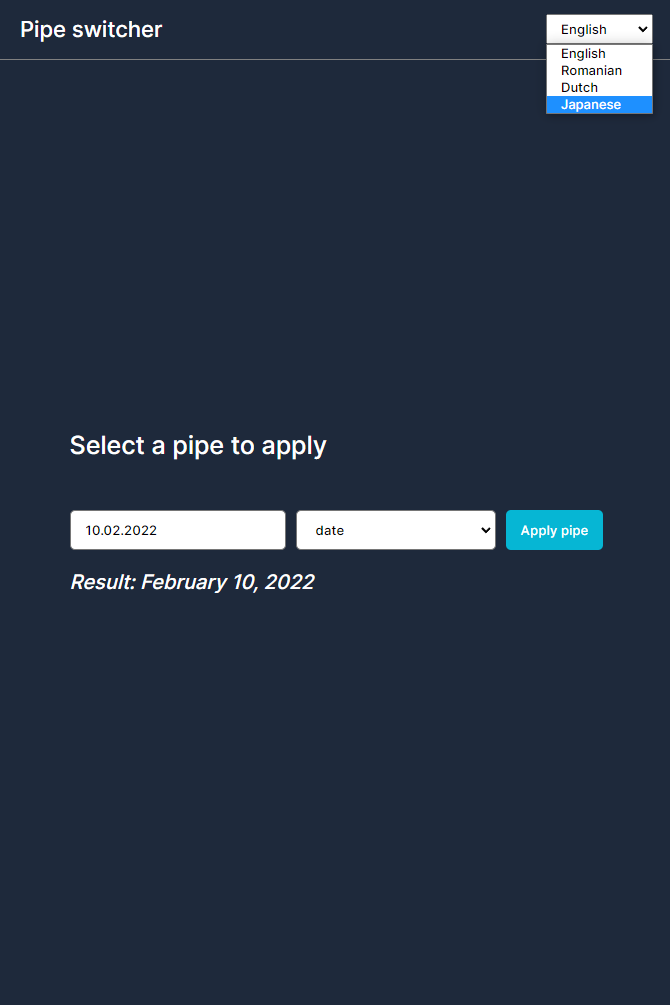 Pipe switcher
English
English
Romanian
Dutch
Japanese
Select a pipe to apply
10.02.2022
date
Apply pipe
Result: February 10, 2022